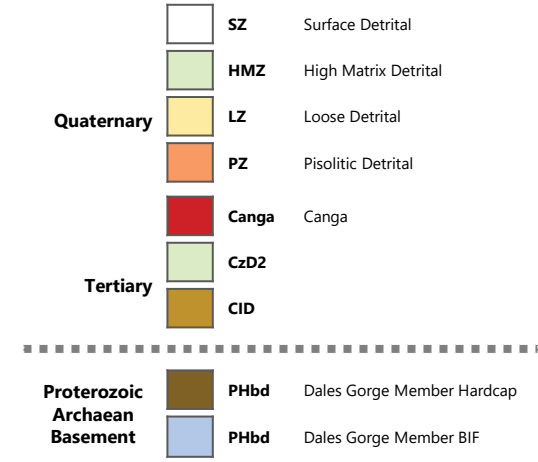 SZ Surface Detrital
HMZ High Matrix Detrital
Quaternary
LZ Loose Detrital
PZ Pisolitic Detrital
Canga Canga
CzD2
Tertiary
CID
Proterozoic
Archaean
Basement
PHbd Dales Gorge Member Hardcap
PHbd Dales Gorge Member BIF